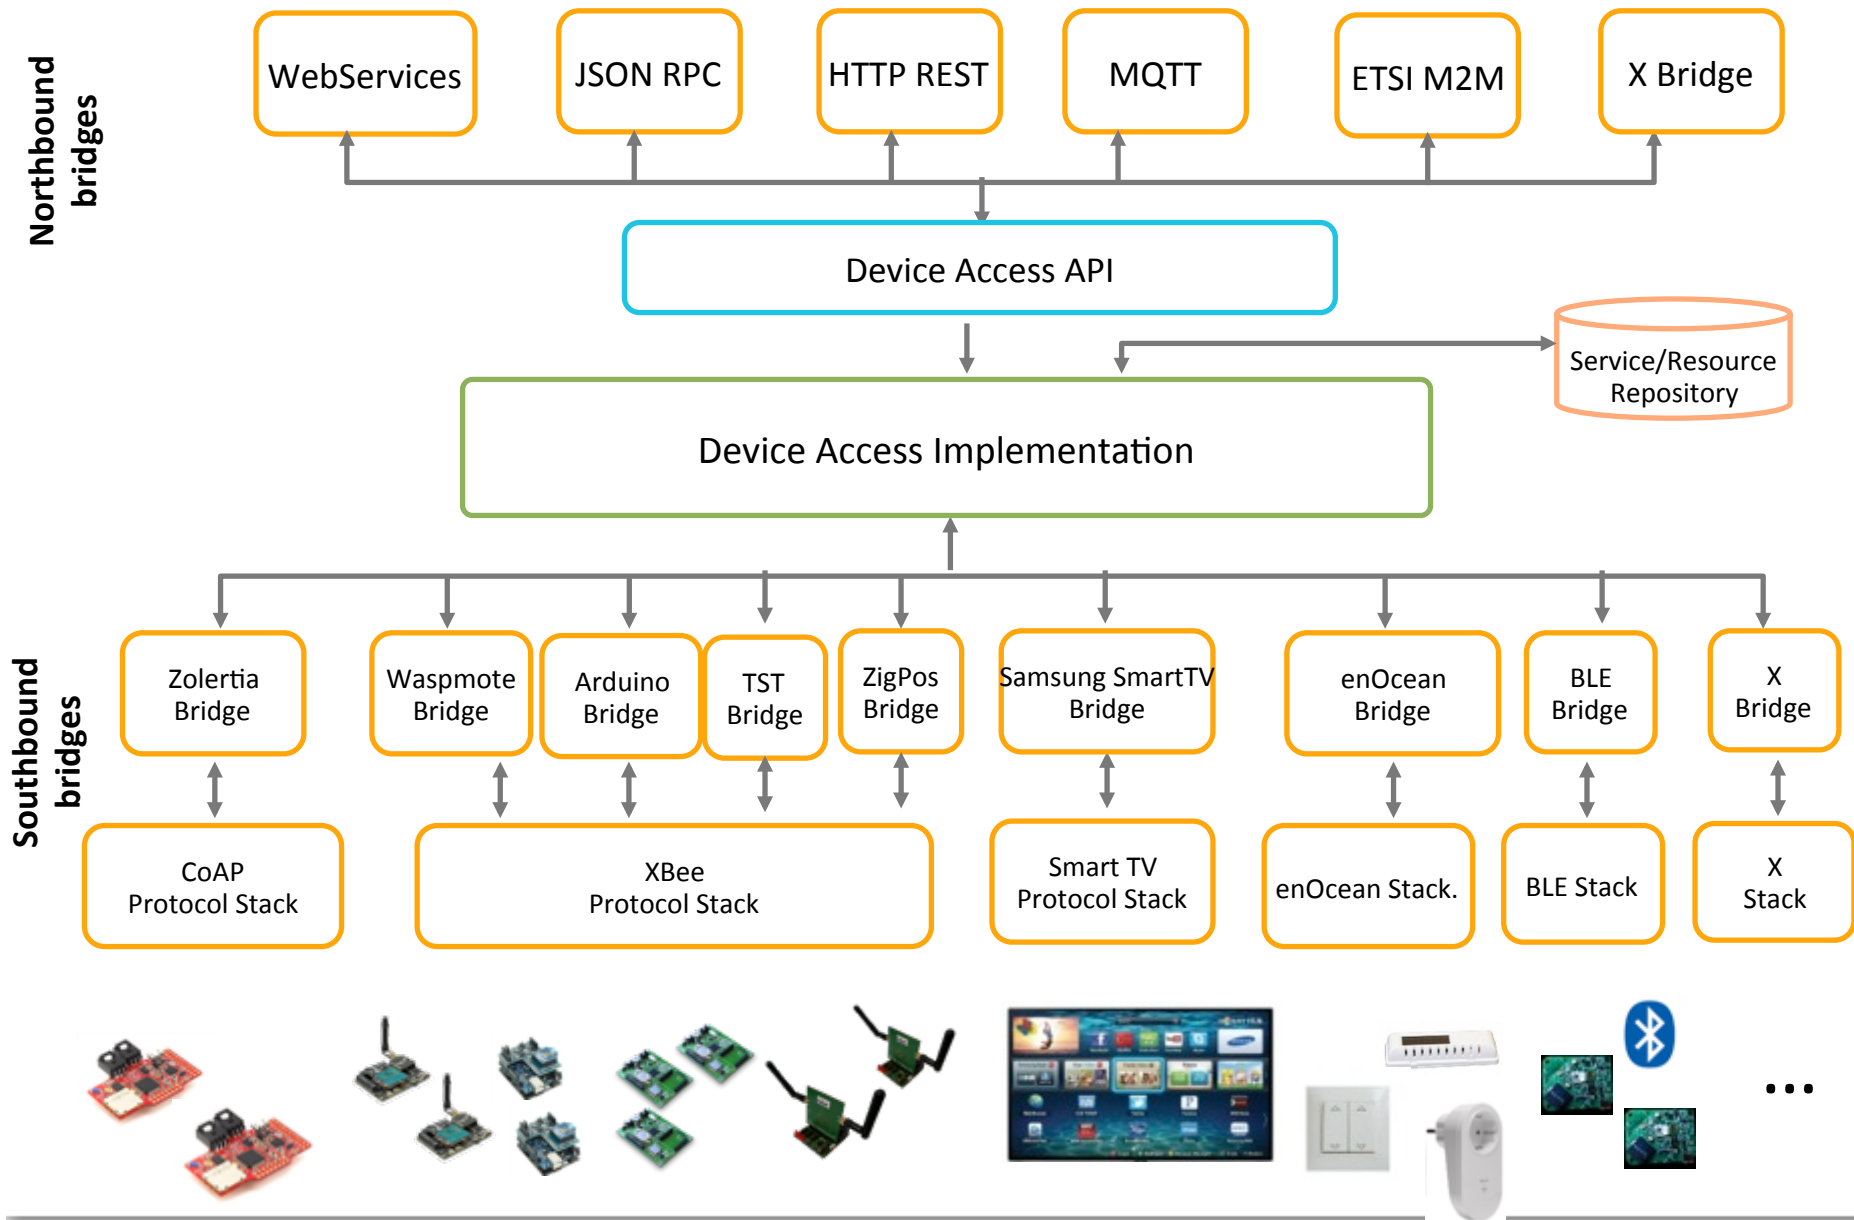 Northbound
bridges
WebServices
JSON RPC
HTTP REST
MQTT
ETSI M2M
X Bridge
Device Access API
Service/Resource
Repository
Device Access Implementation
Southbound
bridges
Zolertia
Bridge
Waspmote
Bridge
Arduino
Bridge
TST
Bridge
ZigPos
Bridge
Samsung SmartTV
Bridge
enOcean
Bridge
BLE
Bridge
X
Bridge
CoAP
Protocol Stack
XBee
Protocol Stack
Smart TV
Protocol Stack
enOcean Stack.
BLE Stack
X
Stack
...